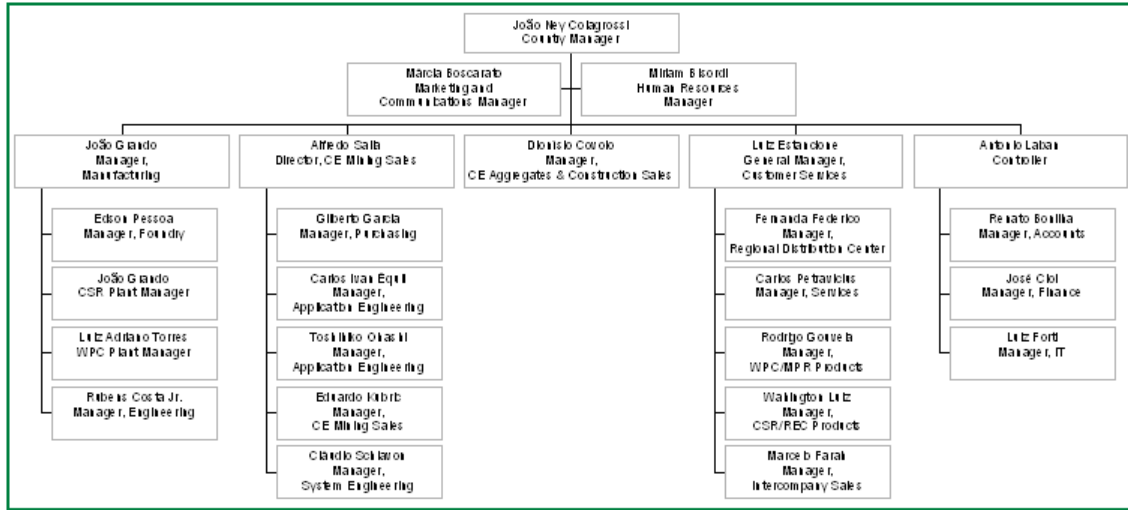 João Ney Colagrossi
Country Manager
Márcia Boscarato
Marketing and
Communications Manager
Miriam Bisordi
Human Resources
Manager
João Grando
Manager,
Manufacturing
Alfredo Saita
Director, CE Mining Sales
Dionisio Covolo
Manager,
CE Aggregates & Construction Sales
Luiz Estancione
General Manager,
Customer Services
Antonio Laban
Controller
Edson Pessoa
Manager, Foundry
João Grando
CSR Plant Manager
Luiz Adriano Torres
WPC Plant Manager
Rubens Costa Jr.
Manager, Engineering
Gilberto Garcia
Manager, Purchasing
Carlos Ivan
Manager,
Application Engineering
Toshihiko Ohashi
Manager,
Application Engineering
Eduardo Kubric
Manager,
CE Mining Sales
Cláudio Schiavon
Manager,
System Engineering
Fernanda Federico
Manager,
Regional Distribution Center
Carlos Petravicius
Manager, Services
Rodrigo Gouveia
Manager,
WPC/MPR Products
Luiz
Manager,
CSR/REC Products
Marcelo Farah
Manager,
Intercompany Sales
Renato Bonilha
Manager, Accounts
José Cioi
Manager, Finance
Luiz Forti
Manager, IT